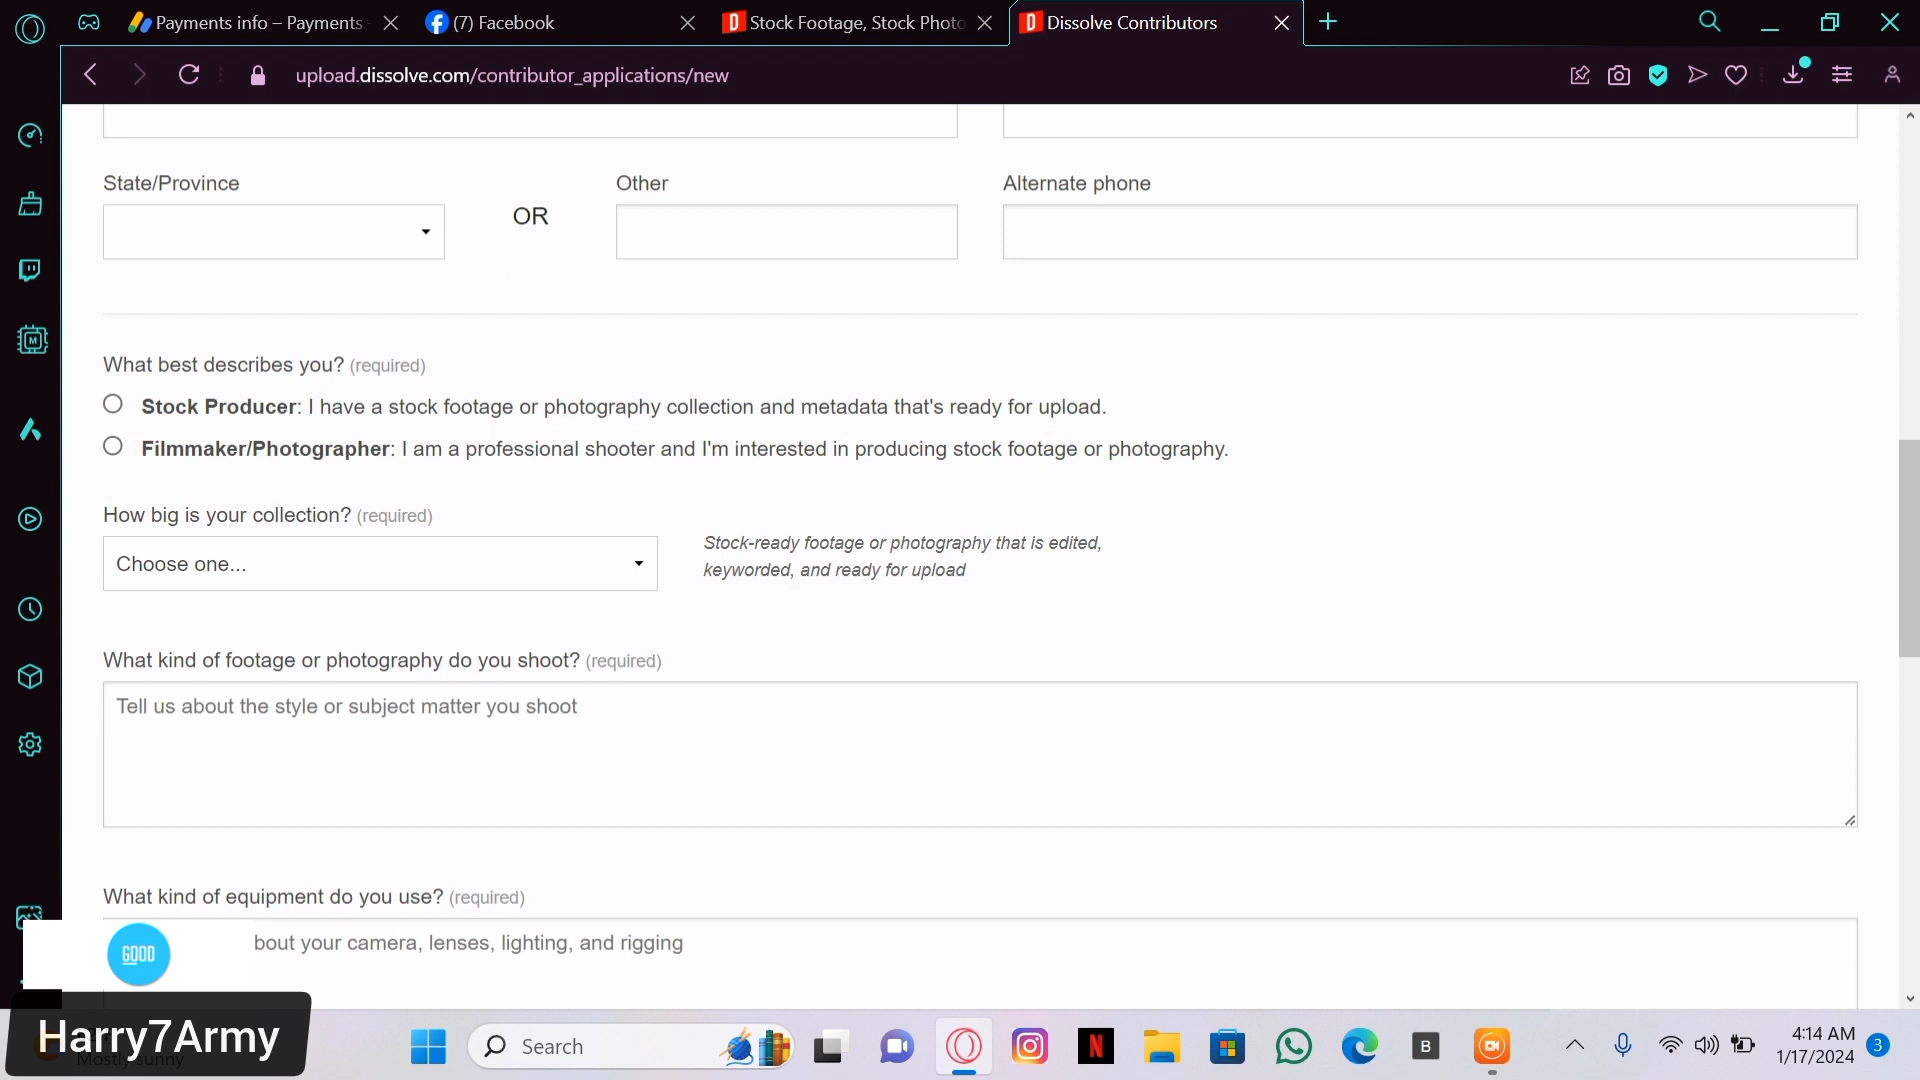 Payments info – Payments
(7) Facebook
Stock Footage, Stock Photo
Dissolve Contributors
upload.dissolve.com/contributor_applications/new
State/Province
Other
Alternate phone
OR
What best describes you? (required)
Stock Producer: I have a stock footage or photography collection and metadata that's ready for upload.
Filmmaker/Photographer: I am a professional shooter and I'm interested in producing stock footage or photography.
How big is your collection? (required)
Choose one...
Stock-ready footage or photography that is edited,
keyworded, and ready for upload
What kind of footage or photography do you shoot? (required)
Tell us about the style or subject matter you shoot
What kind of equipment do you use? (required)
bout your camera, lenses, lighting, and rigging
GOOD
Harry7Army
Mostly sunny
Search
B
4:14 AM
1/17/2024
3